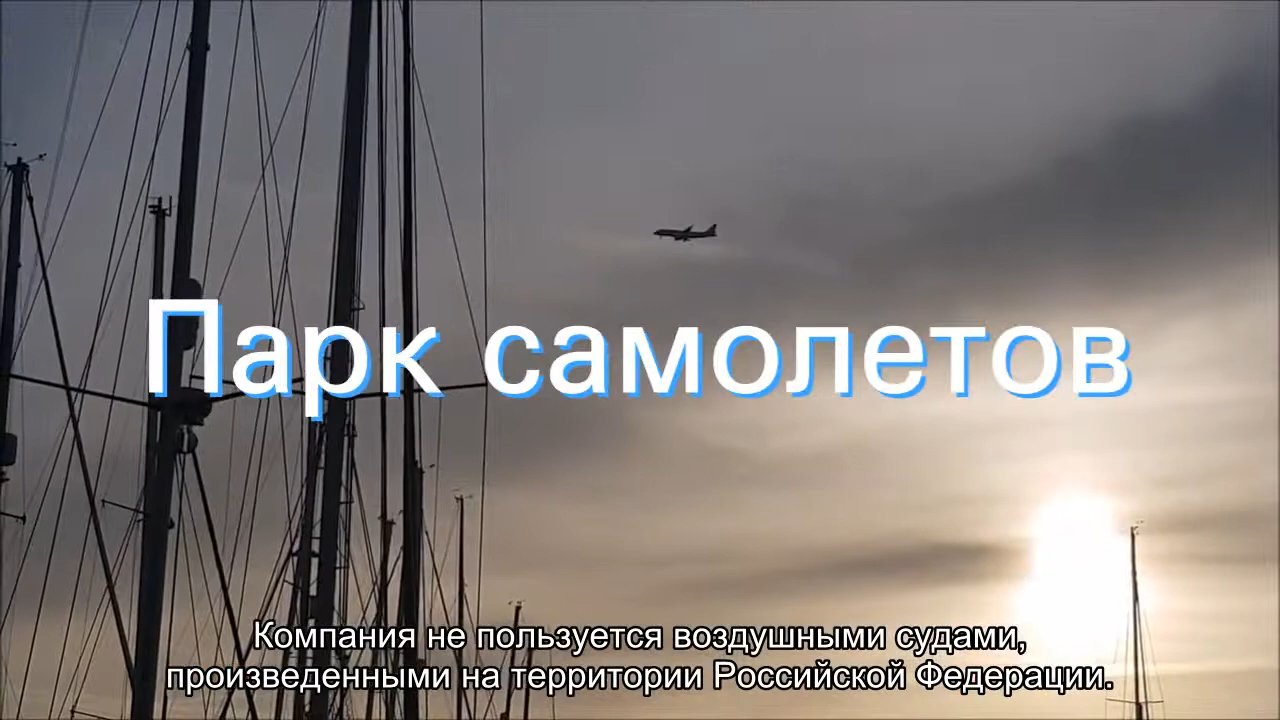 Парк самолетов
Компания не пользуется воздушными судами,
произведенными на территории Российской Федерации.